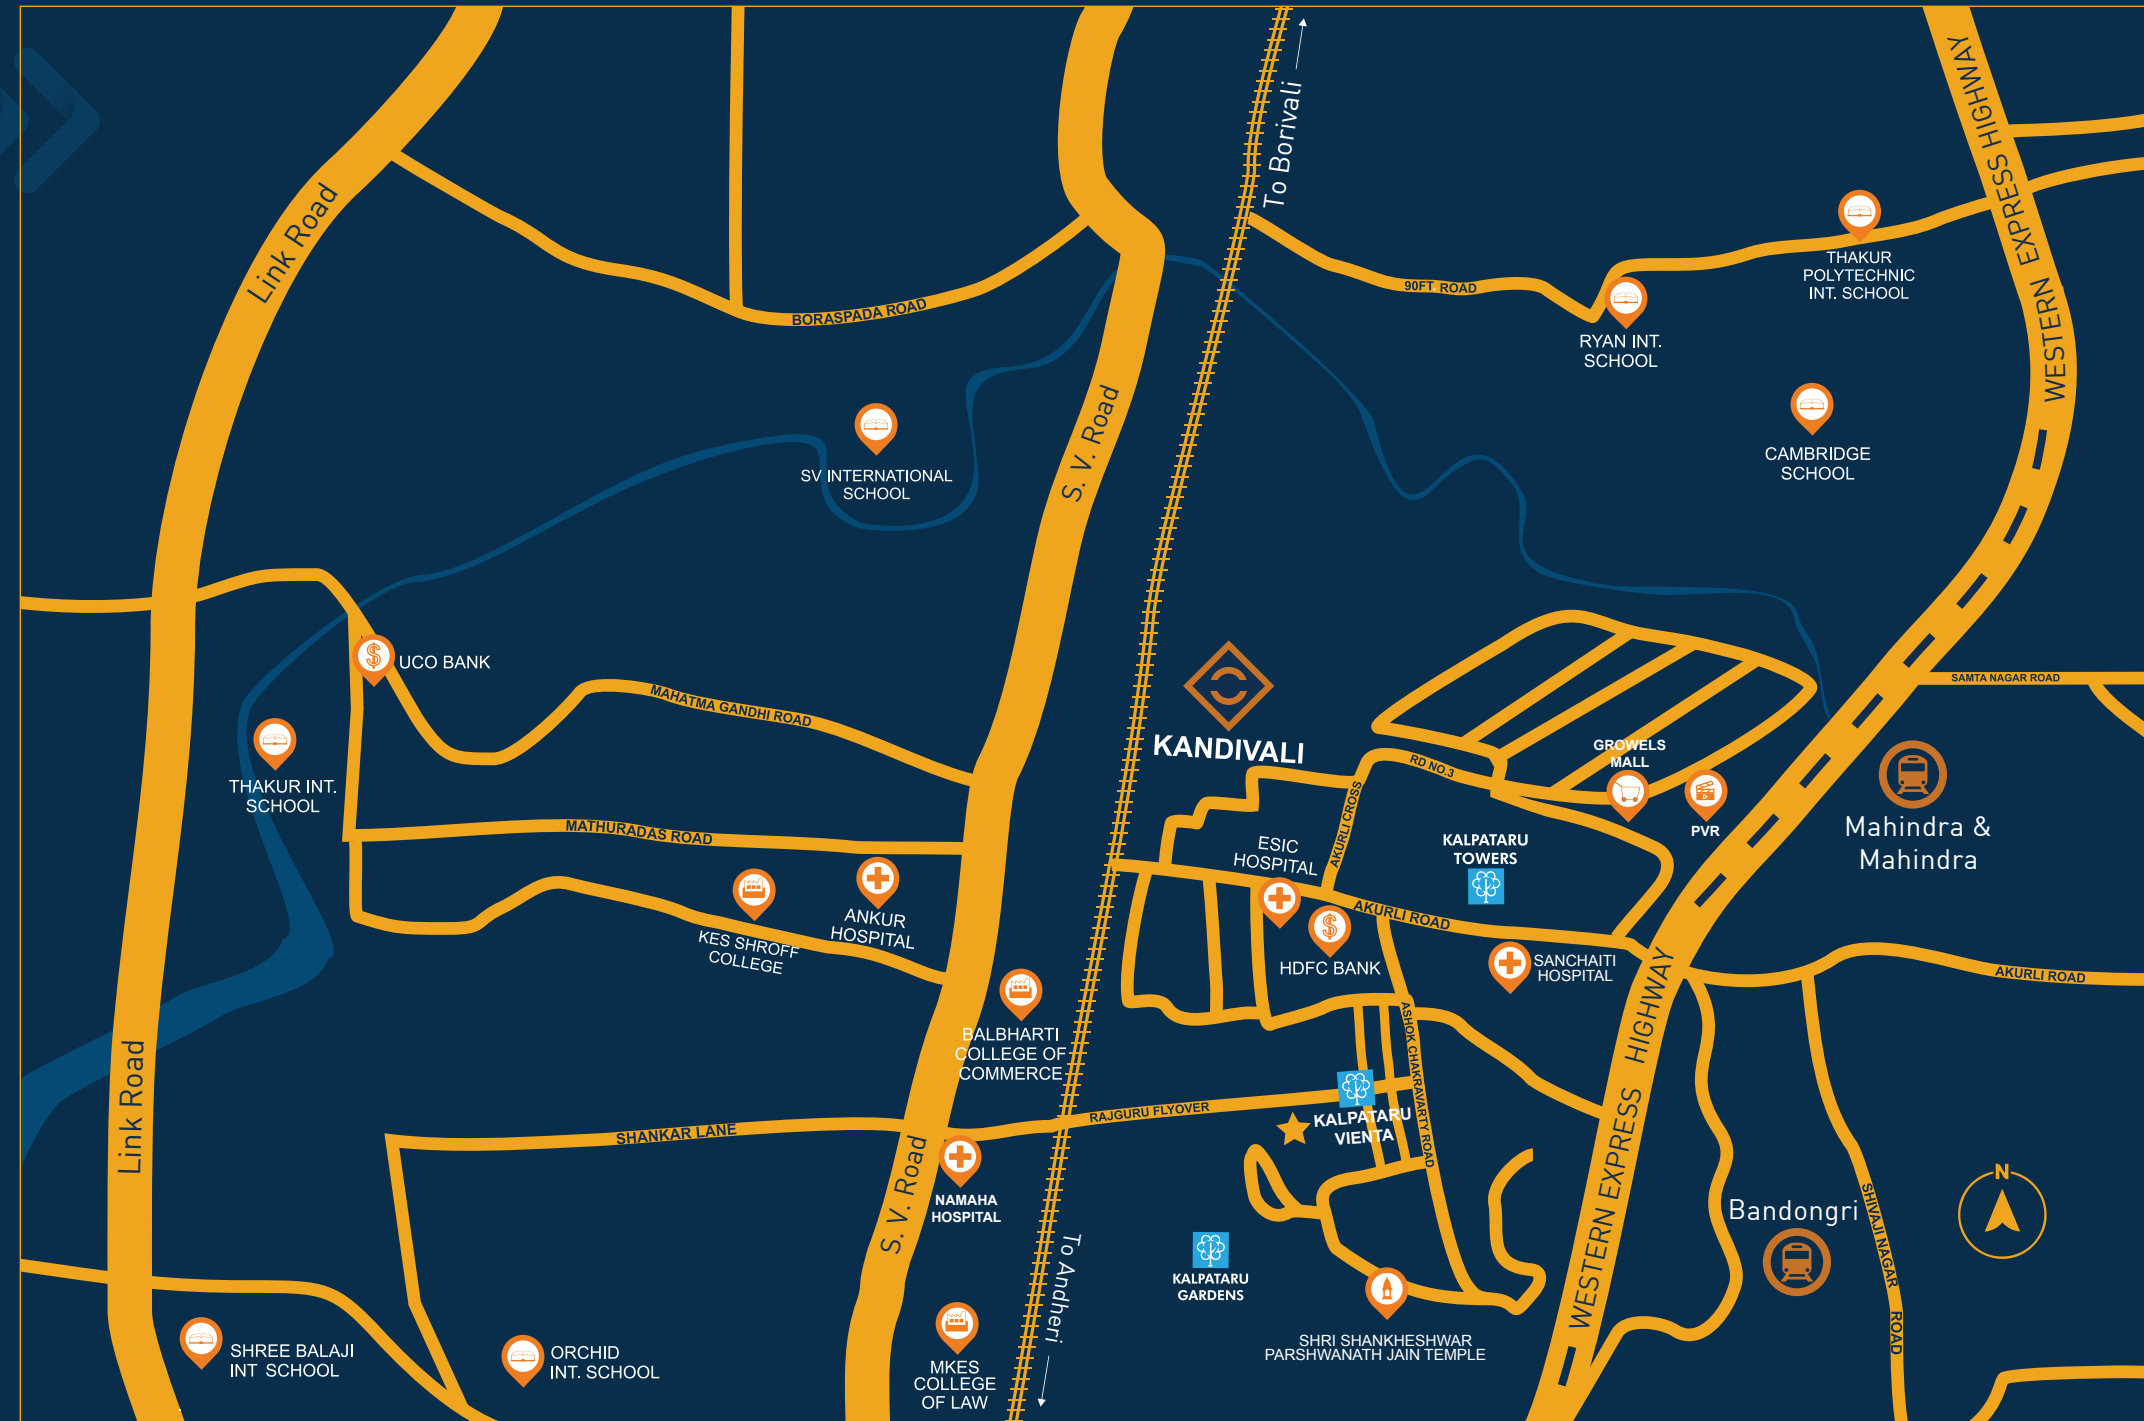 WESTERN EXPRESS HIGHWAY
To Borivali
Link Road
THAKUR
POLYTECHNIC
INT. SCHOOL
90FT. ROAD
BORASPADA ROAD
RYAN INT.
SCHOOL
WESTERN EXPRESS HIGHWAY
S. V. Road
CAMBRIDGE
SCHOOL
SV INTERNATIONAL
SCHOOL
UCO BANK
SAMTA NAGAR ROAD
MAHATMA GANDHI ROAD
KANDIVALI
GROWELS
MALL
RD NO.3
THAKUR INT.
SCHOOL
AKURLI CROSS
PVR
Mahindra &
Mahindra
MATHURADAS ROAD
ESIC
HOSPITAL
KALPATARU
TOWERS
ANKUR
HOSPITAL
AKURLI ROAD
KES SHROFF
COLLEGE
HDFC BANK
SANCHAITI
HOSPITAL
AKURLI ROAD
BALBHARTI
COLLEGE OF
COMMERCE
ASHOK CHAKRAVARTY ROAD
WESTERN EXPRESS HIGHWAY
Link Road
RAJGURU FLYOVER
KALPATARU
VIENTA
SHANKAR LANE
N
S. V. Road
NAMAHA
HOSPITAL
Bandongri
SHIVAJI NAGAR ROAD
To Andheri
KALPATARU
GARDENS
SHREE BALAJI
INT SCHOOL
ORCHID
INT. SCHOOL
MKES
COLLEGE
OF LAW
SHRI SHANKHESHWAR
PARSHWANATH JAIN TEMPLE